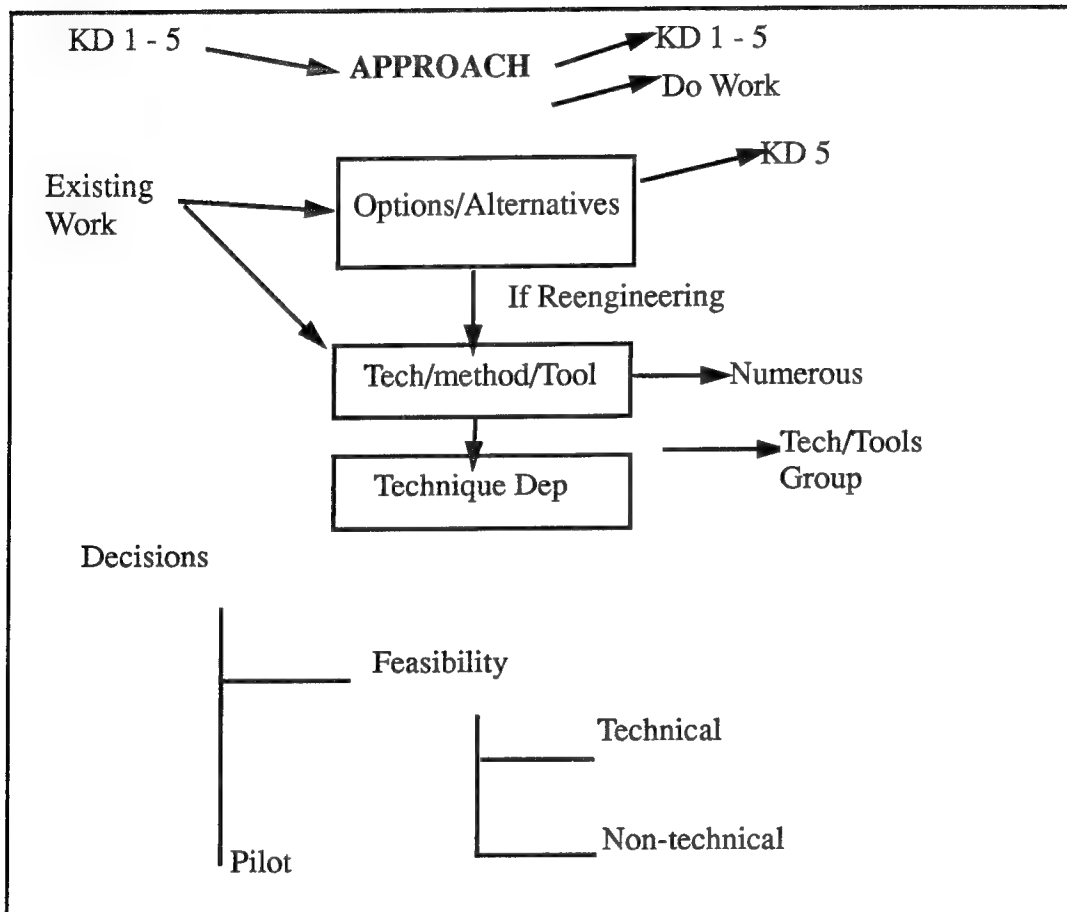 KD 1 - 5
APPROACH
KD 1 - 5
Do Work
KD 5
Existing
Work
Options/Alternatives
If Reengineering
Tech/method/Tool
Numerous
Tech/Tools
Group
Technique Dep
Decisions
Feasibility
Technical
Non-technical
Pilot